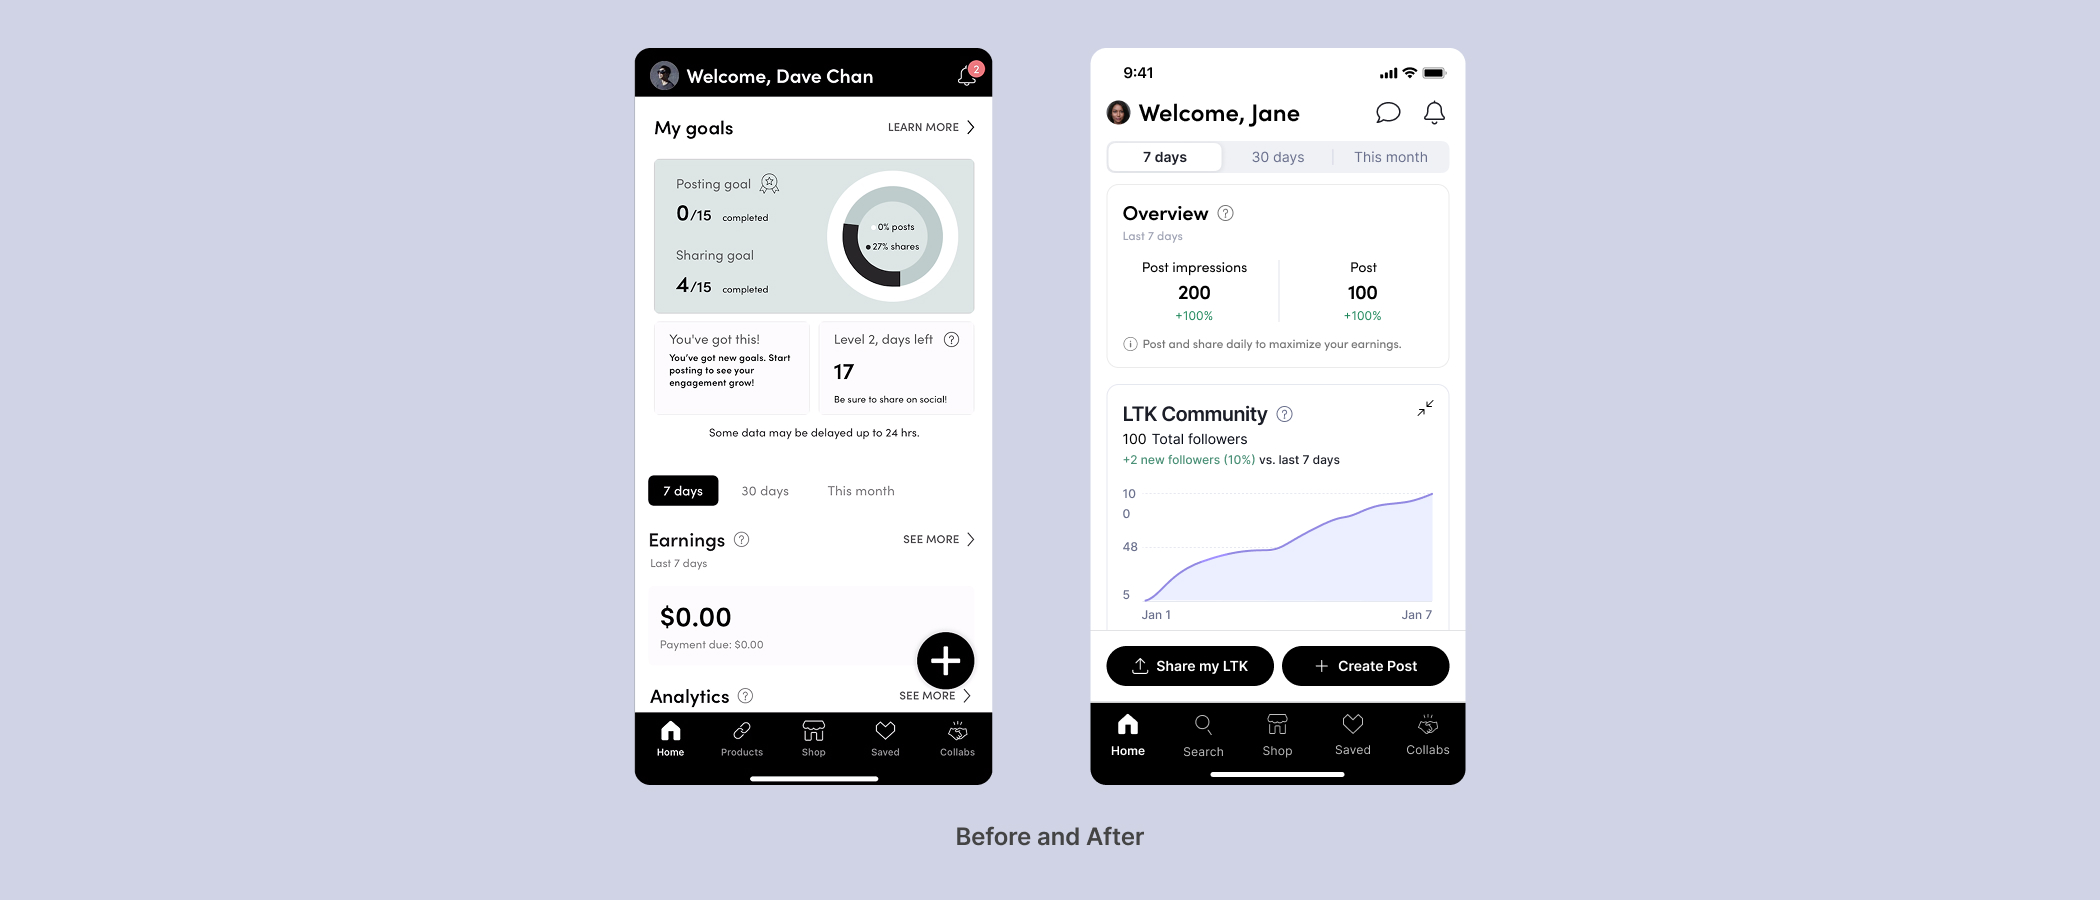 Welcome, Dave Chan
2
My goals
LEARN MORE
Posting goal
0/15 completed
Sharing goal
4/15 completed
0% posts
27% shares
You've got this!
You've got new goals. Start
posting to see your
engagement grow!
Level 2, days left
?
17
Be sure to share on social!
Some data may be delayed up to 24 hrs.
7 days
30 days
This month
Earnings
?
SEE MORE
Last 7 days
$0.00
Payment due: $0.00
Analytics
?
SEE MORE
Home
Products
Shop
Saved
Collabs
9:41
Welcome, Jane
7 days
30 days
This month
Overview
?
Last 7 days
Post impressions
200
+100%
Post
100
+100%
Post and share daily to maximize your earnings.
LTK Community
?
100 Total followers
+2 new followers (10%) vs. last 7 days
10
0
48
5
Jan 1
Jan 7
Share my LTK
Create Post
Home
Search
Shop
Saved
Collabs
Before and After